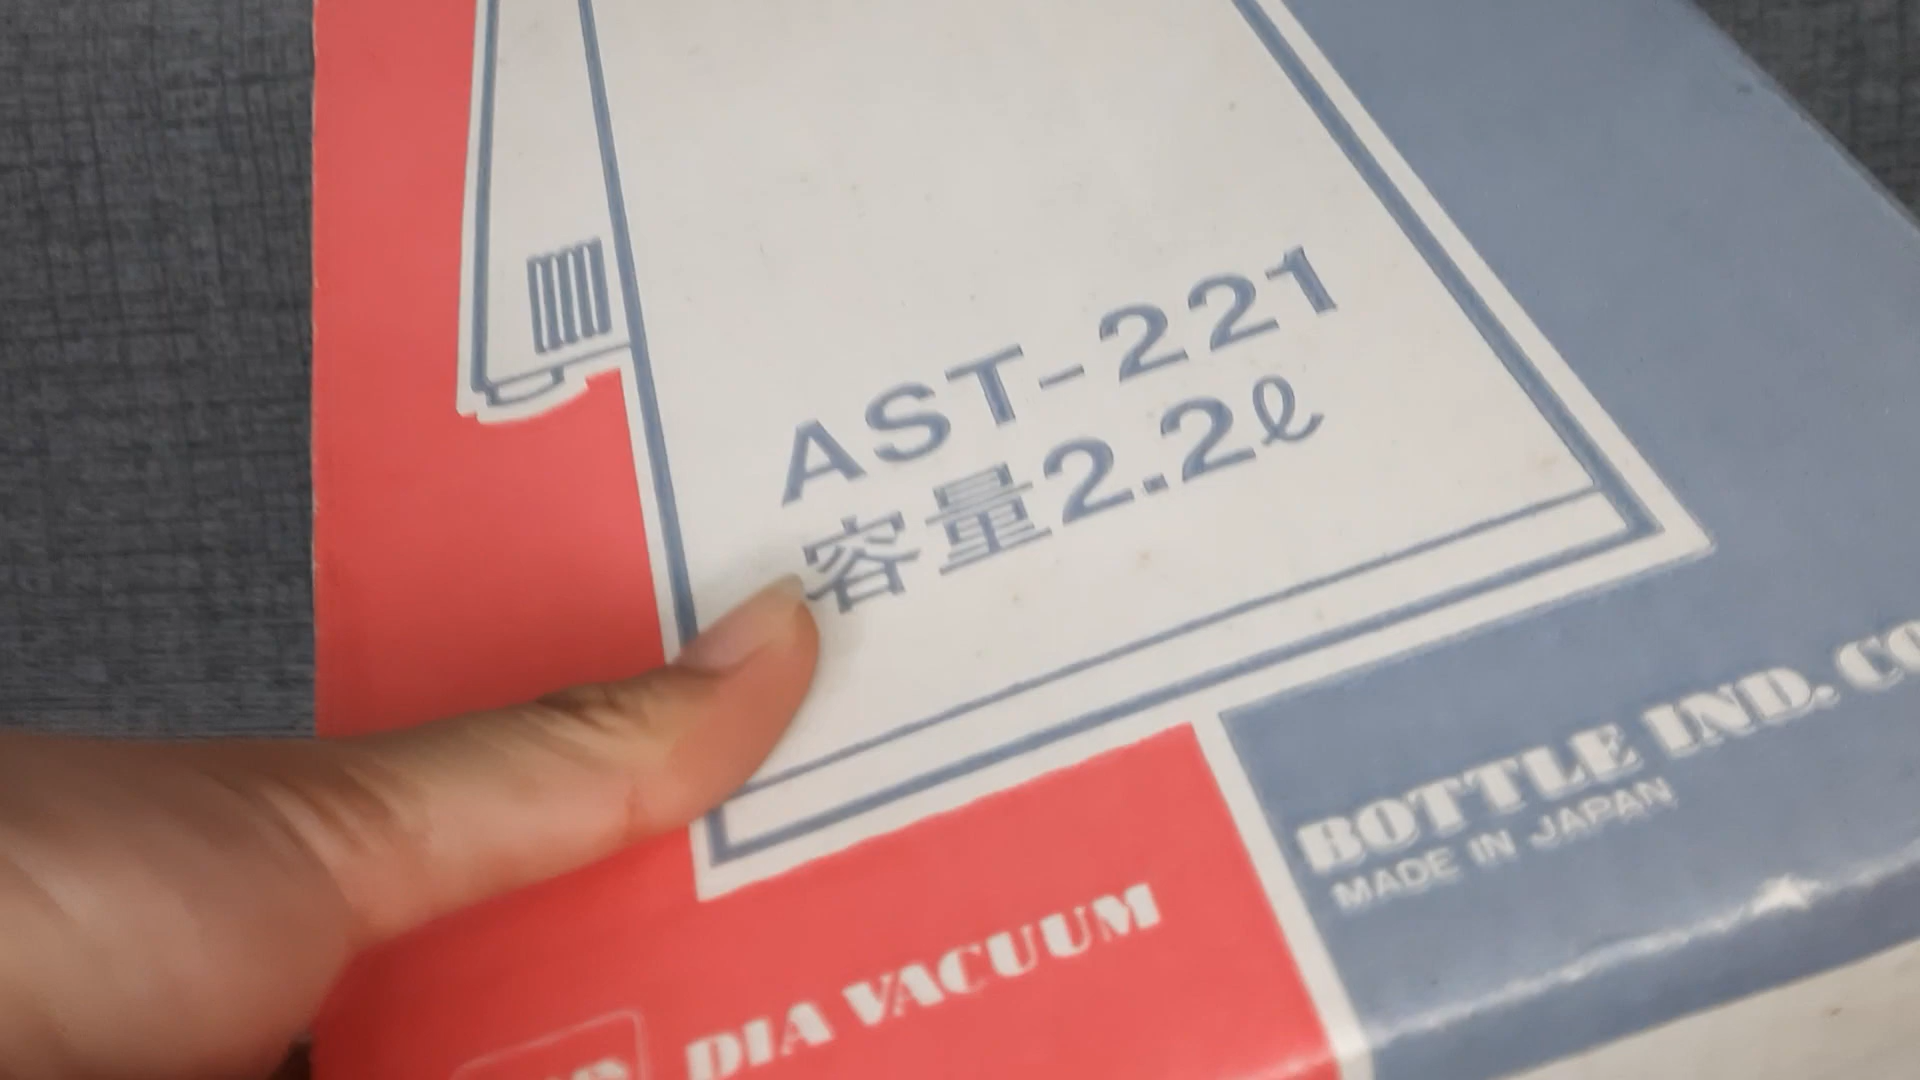 AST-221
容量2.2ℓ
DIA VACUUM
BOTTLE IND. CO
MADE IN JAPAN